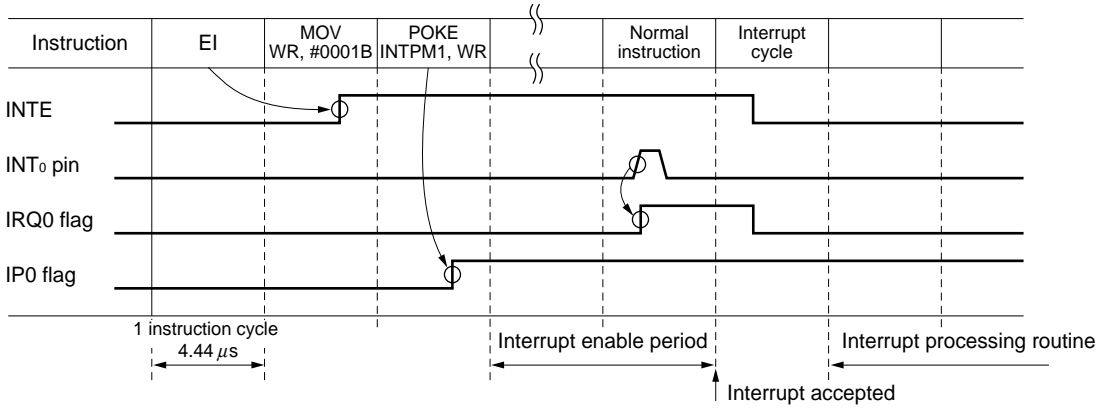 Instruction
EI
MOV
WR, #0001B
POKE
INTPM1, WR
Normal
instruction
Interrupt
cycle
INTE
INT₀ pin
IRQ0 flag
IP0 flag
1 instruction cycle
4.44 μs
Interrupt enable period
Interrupt processing routine
Interrupt accepted